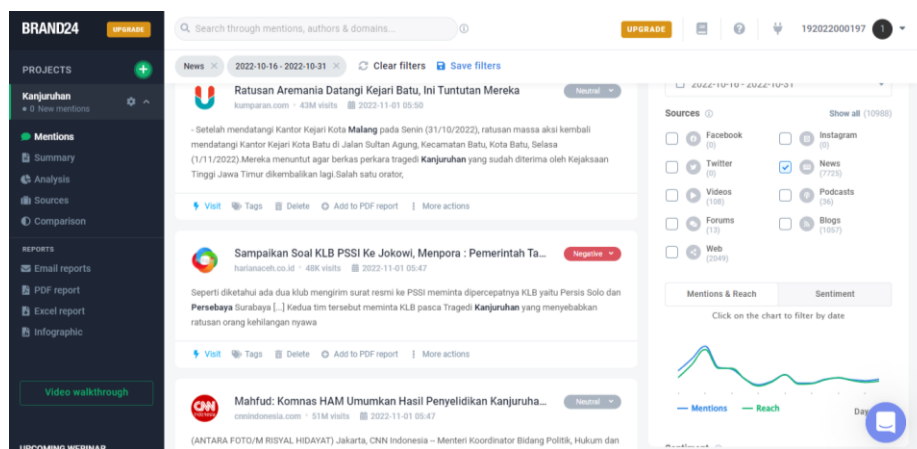 BRAND24
UPGRADE
Search through mentions, authors & domains...
UPGRADE
192022000197
1
PROJECTS
Kanjuruhan
0 New mentions
Mentions
Summary
Analysis
Sources
Comparison
REPORTS
Email reports
PDF report
Excel report
Infographic
Video walkthrough
UPCOMING WEBINAR
News × 2022-10-16 - 2022-10-31 × Clear filters Save filters
Ratusan Aremania Datangi Kejari Batu, Ini Tuntutan Mereka
Neutral
kumparan.com · 43M visits 2022-11-01 05:50
- Setelah mendatangi Kantor Kejari Kota Malang pada Senin (31/10/2022), ratusan massa aksi kembali
mendatangi Kantor Kejari Kota Batu di Jalan Sultan Agung, Kecamatan Batu, Kota Batu, Selasa
(1/11/2022).Mereka menuntut agar berkas perkara tragedi Kanjuruhan yang sudah diterima oleh Kejaksaan
Tinggi Jawa Timur dikembalikan lagi.Salah satu orator,
Visit Tags Delete Add to PDF report More actions
Sampaikan Soal KLB PSSI Ke Jokowi, Menpora : Pemerintah Ta...
Negative
harianaceh.co.id · 48K visits 2022-11-01 05:47
Seperti diketahui ada dua klub mengirim surat resmi ke PSSI meminta dipercepatnya KLB yaitu Persis Solo dan
Persebaya Surabaya [...] Kedua tim tersebut meminta KLB pasca Tragedi Kanjuruhan yang menyebabkan
ratusan orang kehilangan nyawa
Visit Tags Delete Add to PDF report More actions
CNN
Mahfud: Komnas HAM Umumkan Hasil Penyelidikan Kanjuruha...
Neutral
cnnindonesia.com · 51M visits 2022-11-01 05:47
(ANTARA FOTO/M RISYAL HIDAYAT) Jakarta, CNN Indonesia -- Menteri Koordinator Bidang Politik, Hukum dan
2022-10-16 - 2022-10-31
Sources
Show all (10988)
Facebook
(0)
Instagram
(0)
Twitter
(0)
News
(7725)
Videos
(108)
Podcasts
(36)
Forums
(13)
Blogs
(1057)
Web
(2049)
Mentions & Reach
Sentiment
Click on the chart to filter by date
Mentions
Reach